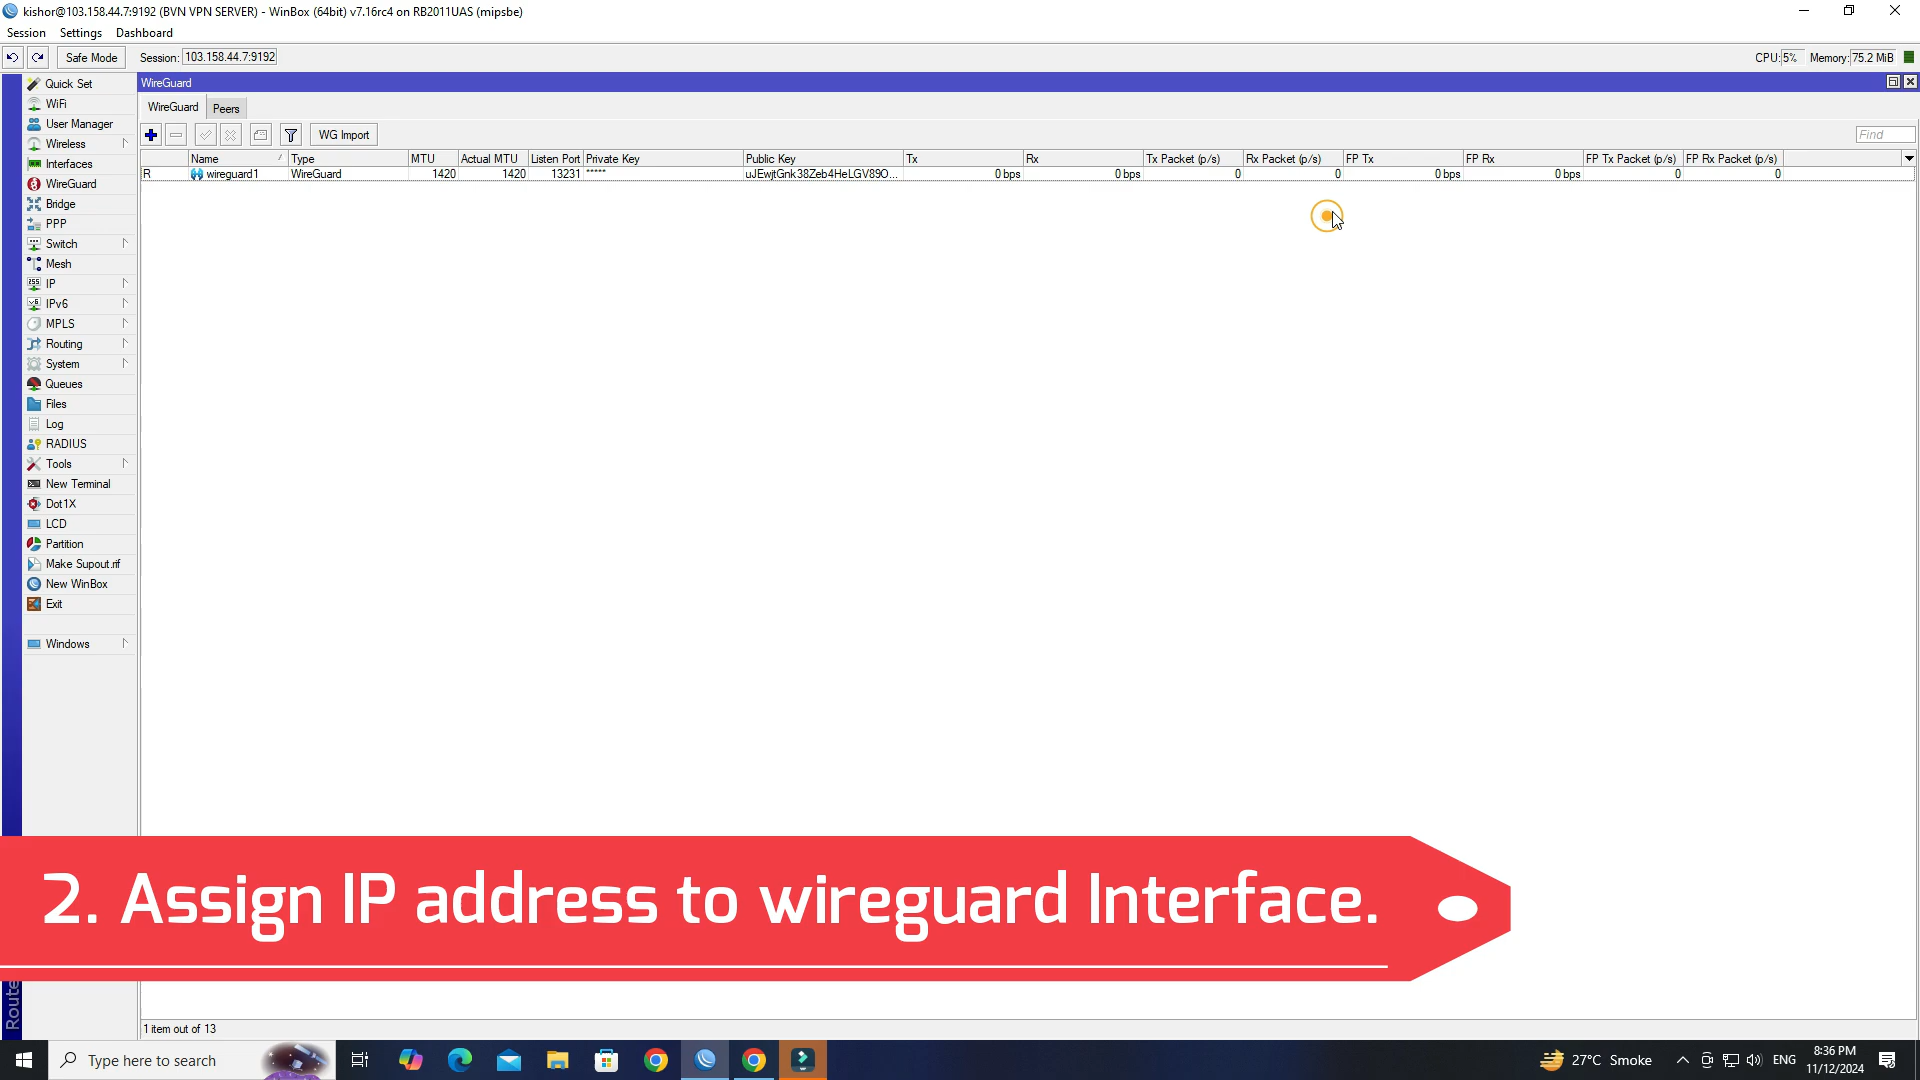 kishor@103.158.44.7:9192 (BVN VPN SERVER) - WinBox (64bit) v7.16rc4 on RB2011UAS (mipsbe)
Session Settings Dashboard
Safe Mode Session: 103.158.44.7:9192 CPU: 5% Memory: 75.2 MiB
Quick Set
WiFi
User Manager
Wireless
Interfaces
WireGuard
Bridge
PPP
Switch
Mesh
IP
IPv6
MPLS
Routing
System
Queues
Files
Log
RADIUS
Tools
New Terminal
Dot1X
LCD
Partition
Make Supout.rif
New WinBox
Exit
Windows
WireGuard
WireGuard Peers
WG Import Find
Name Type MTU Actual MTU Listen Port Private Key Public Key Tx Rx Tx Packet (p/s) Rx Packet (p/s) FP Tx FP Rx FP Tx Packet (p/s) FP Rx Packet (p/s)
R wireguard1 WireGuard 1420 1420 13231 ***** uJEwjtGnk38Zeb4HeLGV89O... 0 bps 0 bps 0 0 0 bps 0 bps 0 0
2. Assign IP address to wireguard Interface.
Route
1 item out of 13
Type here to search
27°C Smoke
ENG
8:36 PM
11/12/2024